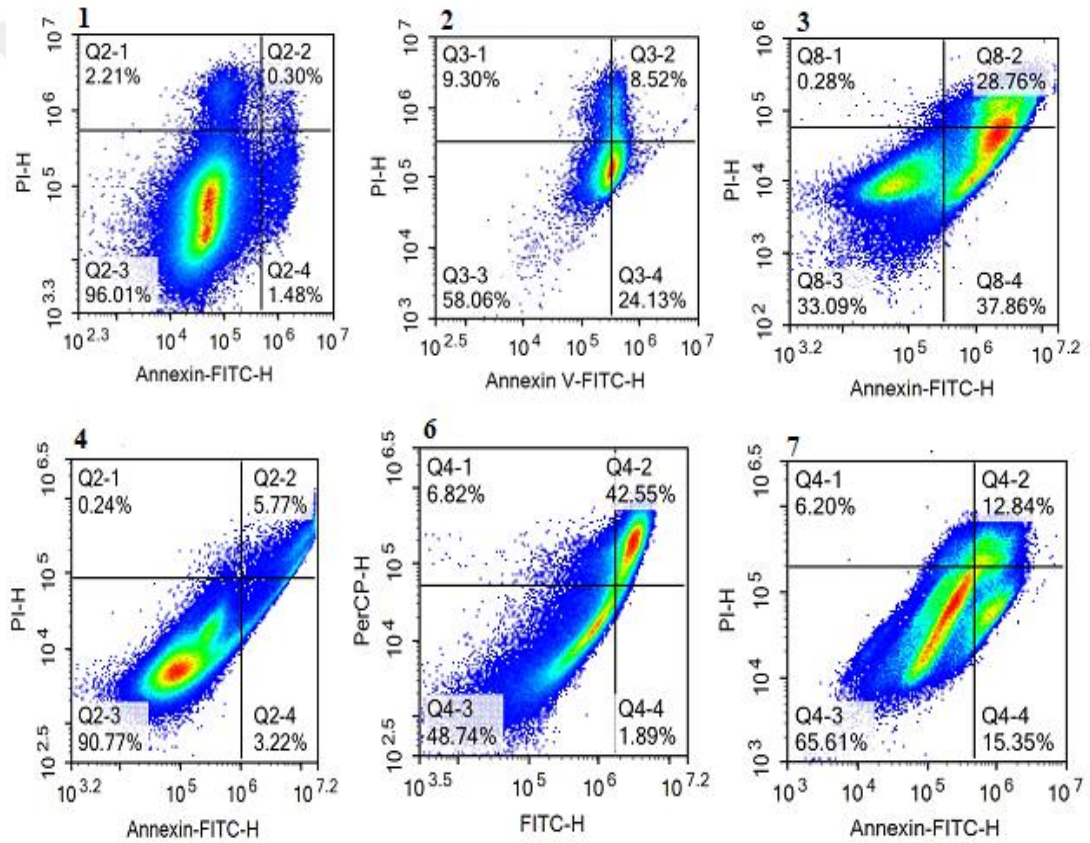 1
Q2-1
2.21%
Q2-2
0.30%
Q2-3
96.01%
Q2-4
1.48%
10^7
10^6
10^5
10^3.3
PI-H
10^2.3
10^4
10^5
10^6
10^7
Annexin-FITC-H
2
Q3-1
9.30%
Q3-2
8.52%
Q3-3
58.06%
Q3-4
24.13%
10^7
10^6
10^5
10^4
10^3
PI-H
10^2.5
10^4
10^5
10^6
10^7
Annexin V-FITC-H
3
Q8-1
0.28%
Q8-2
28.76%
Q8-3
33.09%
Q8-4
37.86%
10^6
10^5
10^4
10^3
10^2
PI-H
10^3.2
10^5
10^6
10^7.2
Annexin-FITC-H
4
Q2-1
0.24%
Q2-2
5.77%
Q2-3
90.77%
Q2-4
3.22%
10^6.5
10^5
10^4
10^2.5
PI-H
10^3.2
10^5
10^6
10^7.2
Annexin-FITC-H
6
Q4-1
6.82%
Q4-2
42.55%
Q4-3
48.74%
Q4-4
1.89%
10^6.5
10^5
10^4
10^2.5
PerCP-H
10^3.5
10^5
10^6
10^7.2
FITC-H
7
Q4-1
6.20%
Q4-2
12.84%
Q4-3
65.61%
Q4-4
15.35%
10^6.5
10^5
10^4
10^3
PI-H
10^3
10^4
10^5
10^6
10^7
Annexin-FITC-H